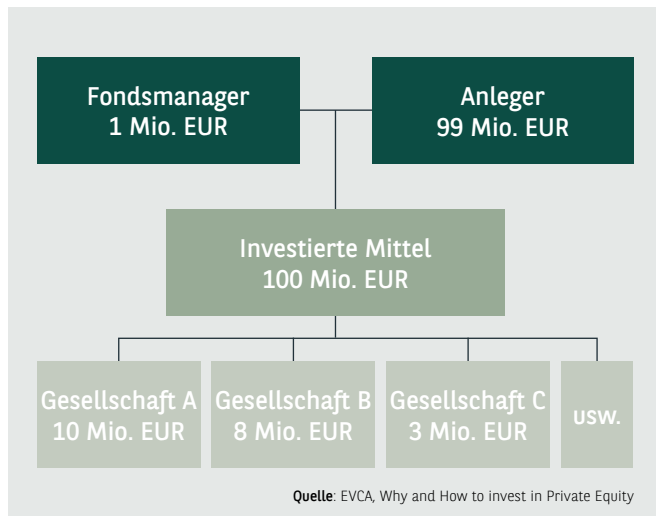 Fondsmanager
1 Mio. EUR
Anleger
99 Mio. EUR
Investierte Mittel
100 Mio. EUR
Gesellschaft A
10 Mio. EUR
Gesellschaft B
8 Mio. EUR
Gesellschaft C
3 Mio. EUR
USW.
Quelle: EVCA, Why and How to invest in Private Equity